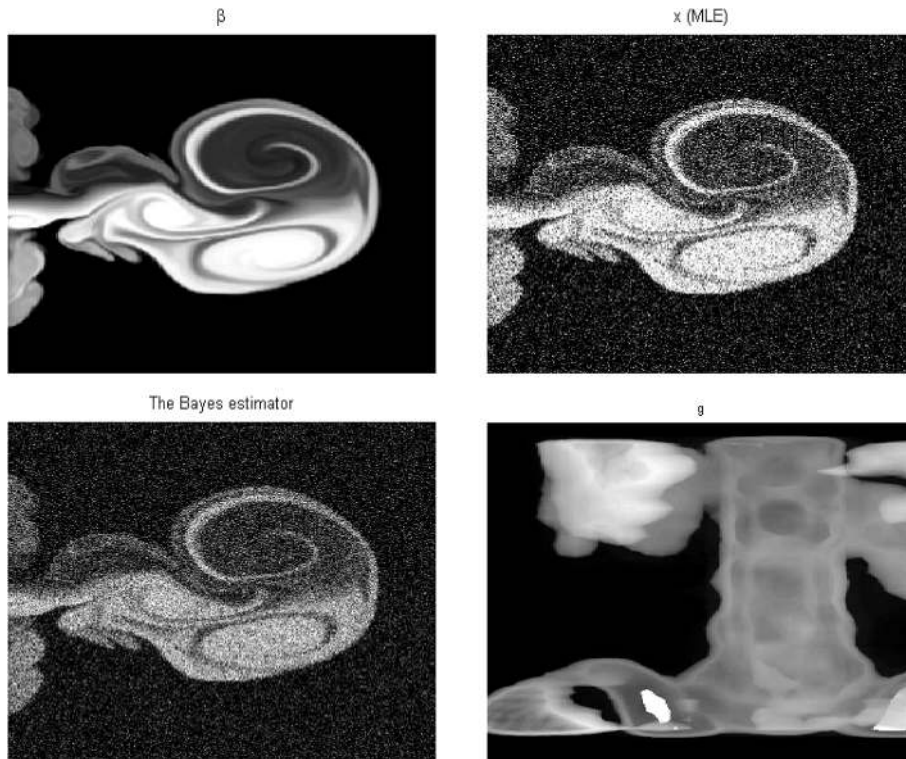 β
x (MLE)
The Bayes estimator
g